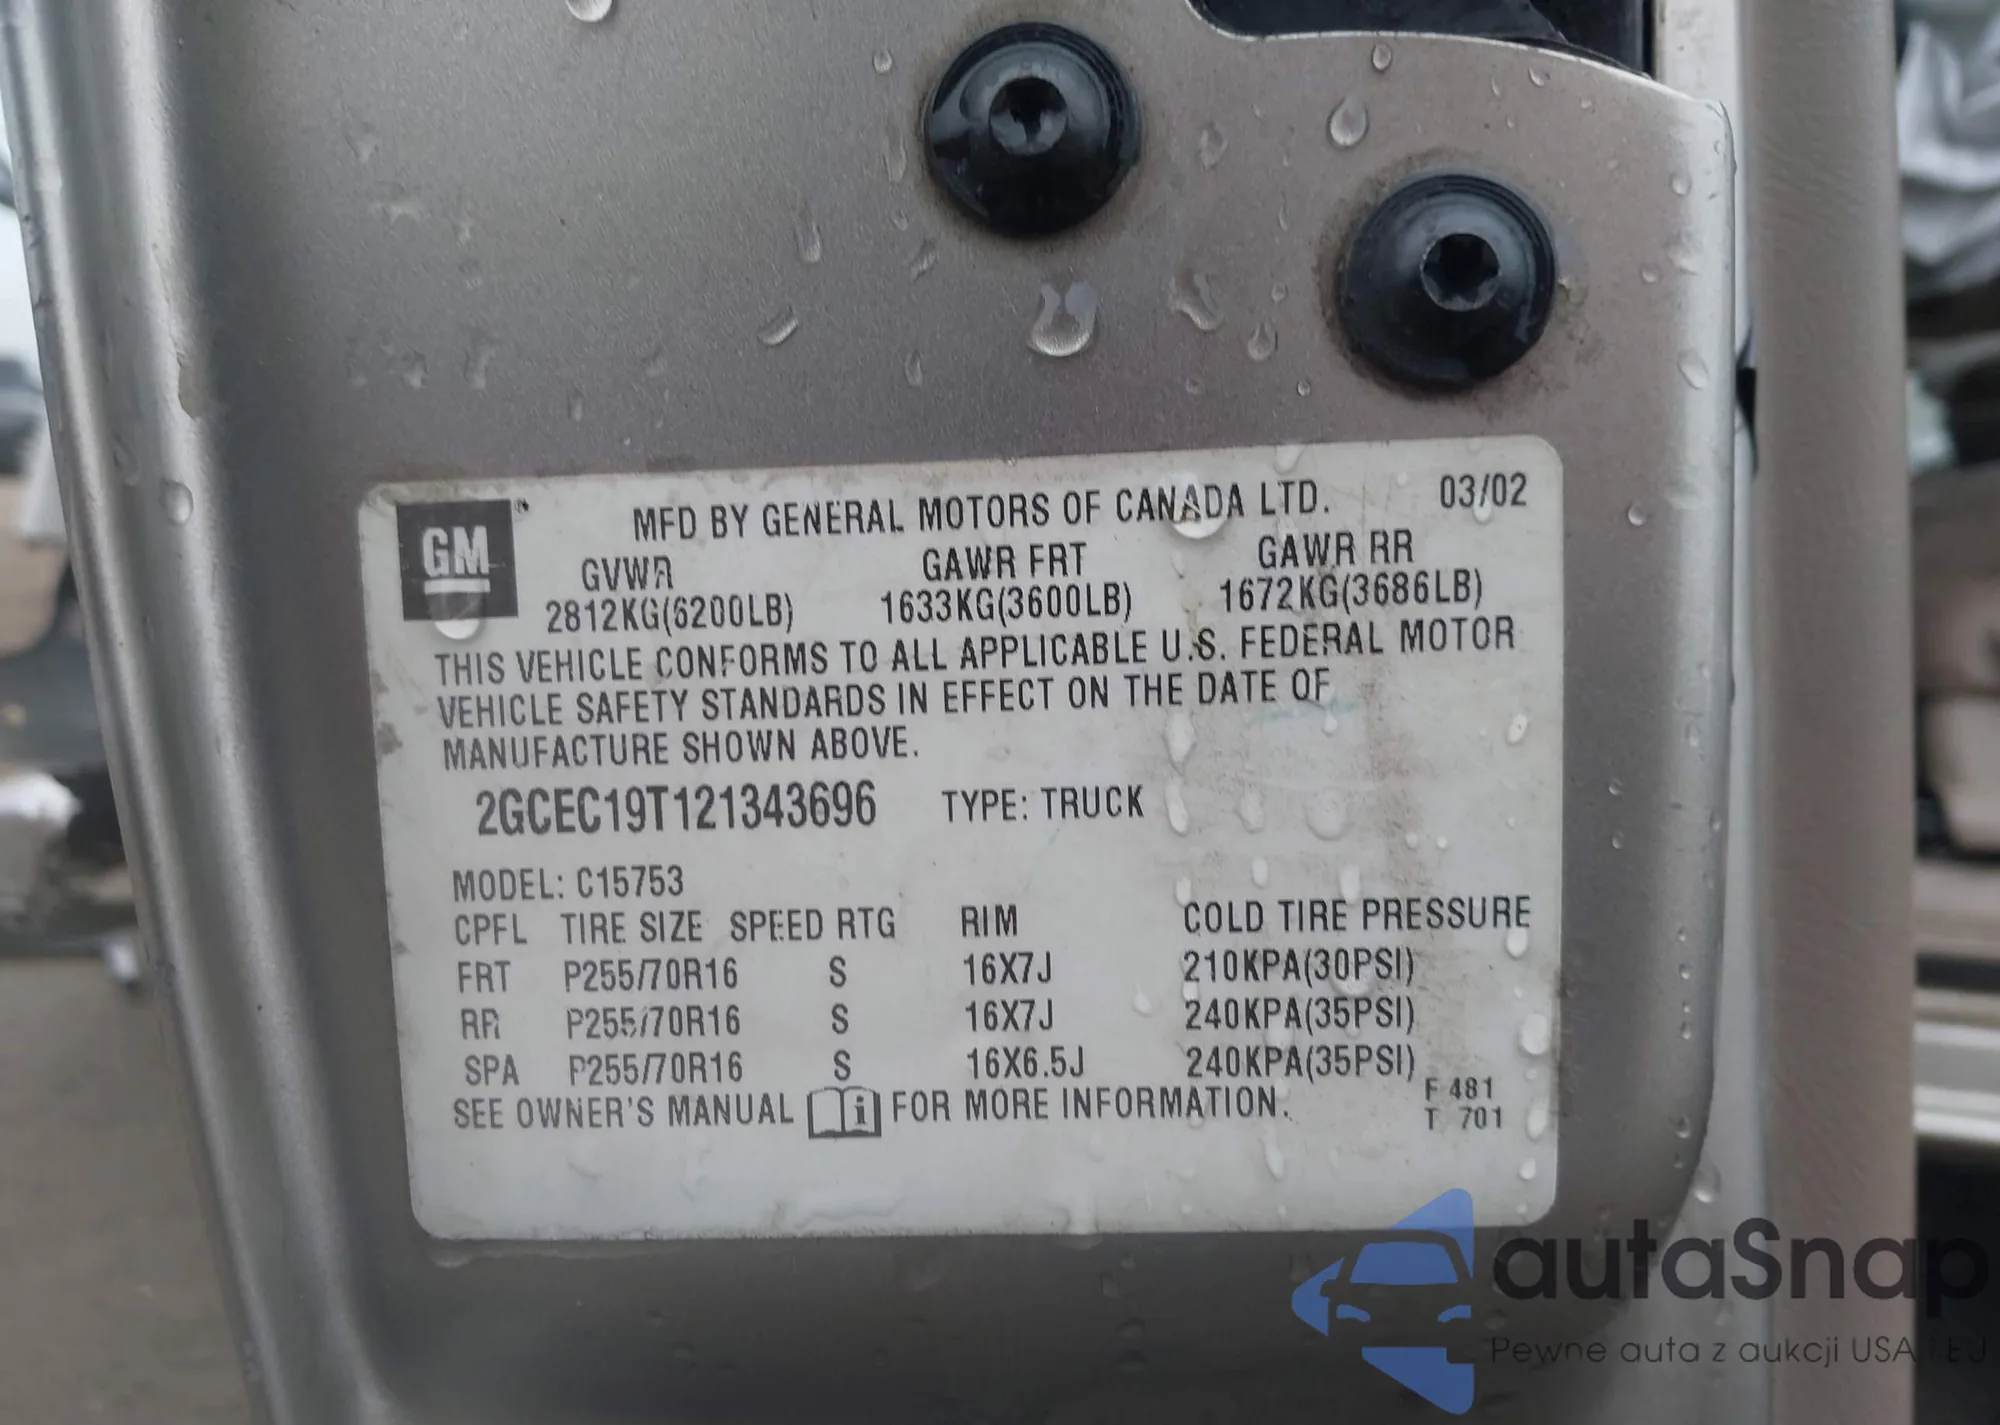 GM
MFD BY GENERAL MOTORS OF CANADA LTD. 03/02
GVWR GAWR FRT GAWR RR
2812KG(6200LB) 1633KG(3600LB) 1672KG(3686LB)
THIS VEHICLE CONFORMS TO ALL APPLICABLE U.S. FEDERAL MOTOR
VEHICLE SAFETY STANDARDS IN EFFECT ON THE DATE OF
MANUFACTURE SHOWN ABOVE.
2GCEC19T121343696 TYPE: TRUCK
MODEL: C15753
CPFL TIRE SIZE SPEED RTG RIM COLD TIRE PRESSURE
FRT P255/70R16 S 16X7J 210KPA(30PSI)
RR P255/70R16 S 16X7J 240KPA(35PSI)
SPA P255/70R16 S 16X6.5J 240KPA(35PSI)
SEE OWNER'S MANUAL i FOR MORE INFORMATION. F 481
T 701
autaSnap
Pewne auta z aukcji USA i EU